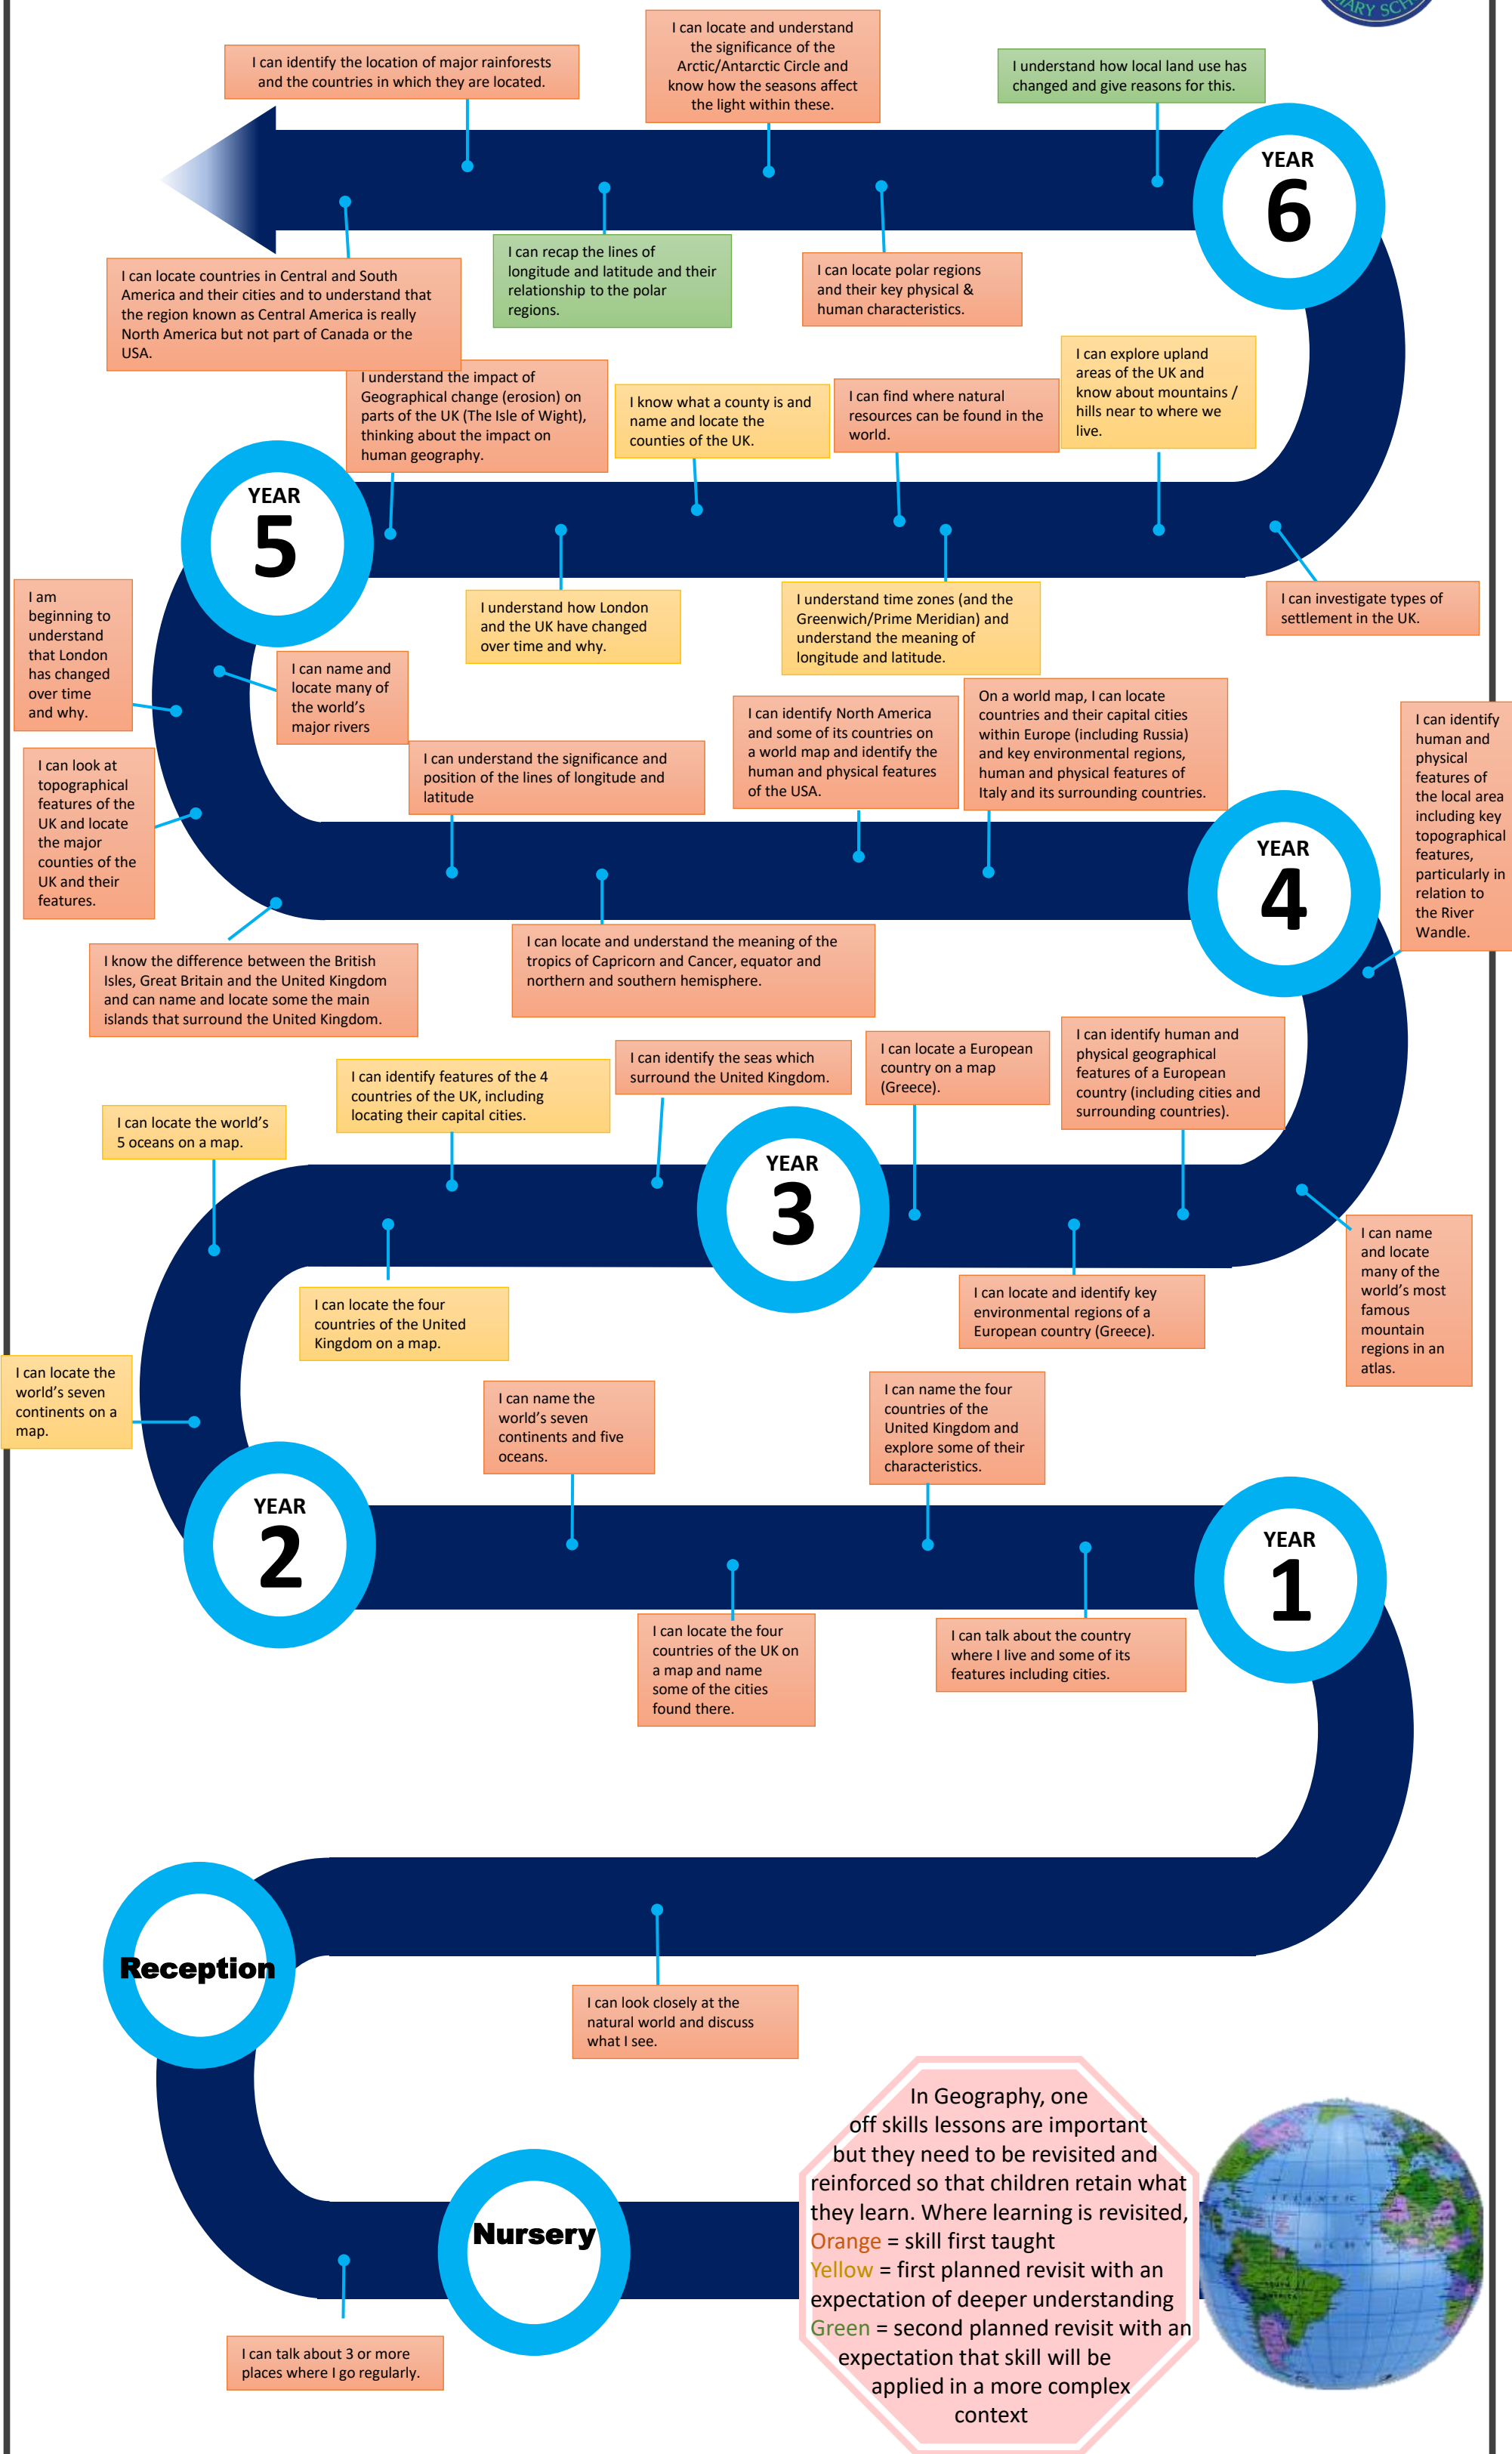 ARY SCH
I can identify the location of major rainforests
and the countries in which they are located.
I can locate and understand
the significance of the
Arctic/Antarctic Circle and
know how the seasons affect
the light within these.
I understand how local land use has
changed and give reasons for this.
YEAR
6
I can locate countries in Central and South
America and their cities and to understand that
the region known as Central America is really
North America but not part of Canada or the
USA.
I can recap the lines of
longitude and latitude and their
relationship to the polar
regions.
I can locate polar regions
and their key physical &
human characteristics.
I understand the impact of
Geographical change (erosion) on
parts of the UK (The Isle of Wight),
thinking about the impact on
human geography.
I know what a county is and
name and locate the
counties of the UK.
I can find where natural
resources can be found in the
world.
I can explore upland
areas of the UK and
know about mountains /
hills near to where we
live.
YEAR
5
I understand how London
and the UK have changed
over time and why.
I understand time zones (and the
Greenwich/Prime Meridian) and
understand the meaning of
longitude and latitude.
I can investigate types of
settlement in the UK.
I am
beginning to
understand
that London
has changed
over time
and why.
I can name and
locate many of
the world's
major rivers
I can look at
topographical
features of the
UK and locate
the major
counties of the
UK and their
features.
I can understand the significance and
position of the lines of longitude and
latitude
I can identify North America
and some of its countries on
a world map and identify the
human and physical features
of the USA.
On a world map, I can locate
countries and their capital cities
within Europe (including Russia)
and key environmental regions,
human and physical features of
Italy and its surrounding countries.
I can identify
human and
physical
features of
the local area
including key
topographical
features,
particularly in
relation to
the River
Wandle.
YEAR
4
I know the difference between the British
Isles, Great Britain and the United Kingdom
and can name and locate some the main
islands that surround the United Kingdom.
I can locate and understand the meaning of the
tropics of Capricorn and Cancer, equator and
northern and southern hemisphere.
I can locate the world's
5 oceans on a map.
I can identify features of the 4
countries of the UK, including
locating their capital cities.
I can identify the seas which
surround the United Kingdom.
I can locate a European
country on a map
(Greece).
I can identify human and
physical geographical
features of a European
country (including cities and
surrounding countries).
YEAR
3
I can locate the four
countries of the United
Kingdom on a map.
I can locate and identify key
environmental regions of a
European country (Greece).
I can name
and locate
many of the
world's most
famous
mountain
regions in an
atlas.
I can locate the
world's seven
continents on a
map.
I can name the
world's seven
continents and five
oceans.
I can name the four
countries of the
United Kingdom and
explore some of their
characteristics.
YEAR
2
YEAR
1
I can locate the four
countries of the UK on
a map and name
some of the cities
found there.
I can talk about the country
where I live and some of its
features including cities.
Reception
I can look closely at the
natural world and discuss
what I see.
Nursery
I can talk about 3 or more
places where I go regularly.
In Geography, one
off skills lessons are important
but they need to be revisited and
reinforced so that children retain what
they learn. Where learning is revisited,
Orange = skill first taught
Yellow = first planned revisit with an
expectation of deeper understanding
Green = second planned revisit with an
expectation that skill will be
applied in a more complex
context